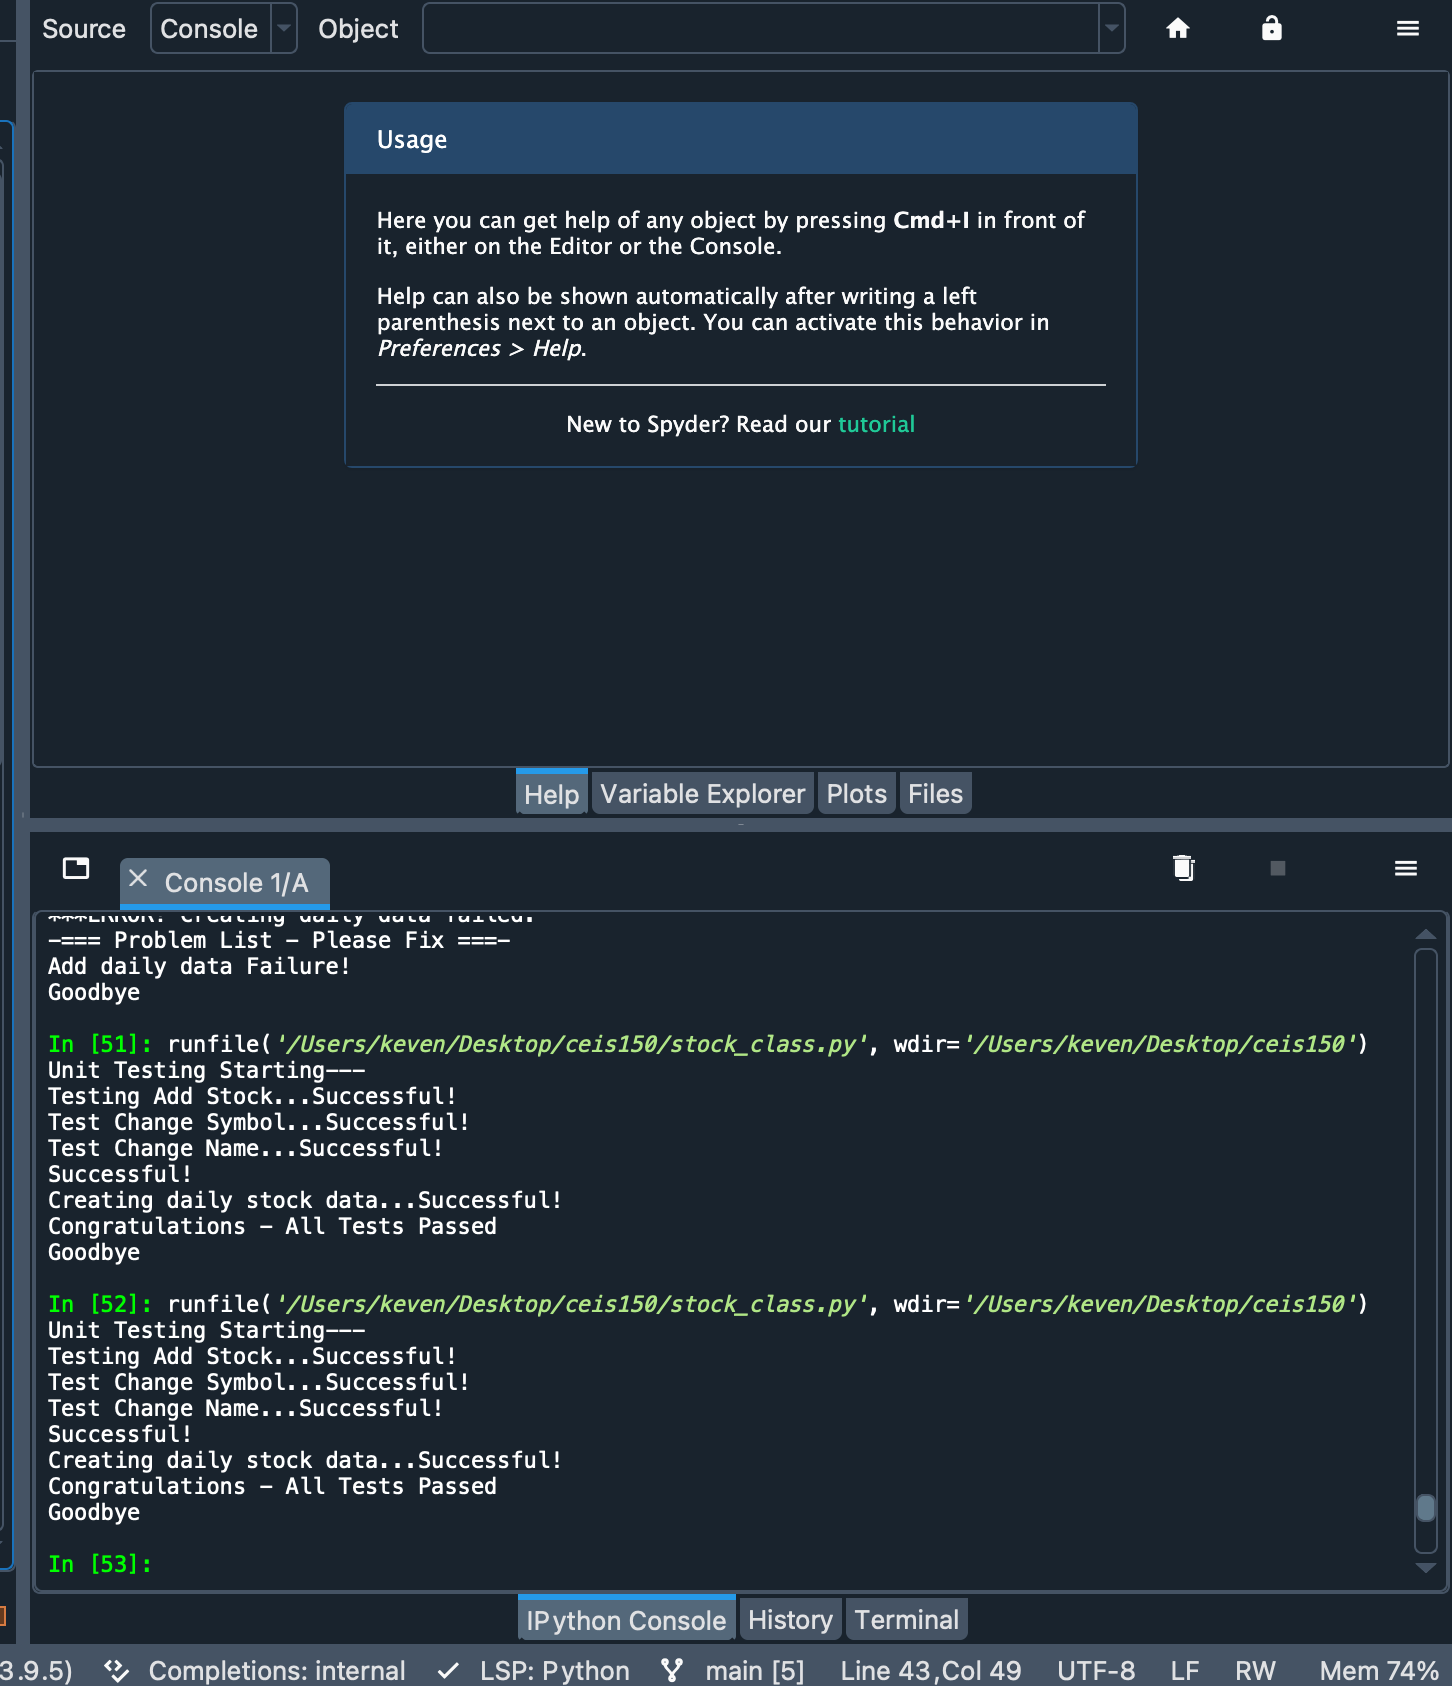 Source Console Object
Usage
Here you can get help of any object by pressing Cmd+I in front of
it, either on the Editor or the Console.
Help can also be shown automatically after writing a left
parenthesis next to an object. You can activate this behavior in
Preferences > Help.
New to Spyder? Read our tutorial
Help Variable Explorer Plots Files
Console 1/A
***ERROR! Creating daily data failed.
-=== Problem List - Please Fix ===-
Add daily data Failure!
Goodbye
In [51]: runfile('/Users/keven/Desktop/ceis150/stock_class.py', wdir='/Users/keven/Desktop/ceis150')
Unit Testing Starting---
Testing Add Stock...Successful!
Test Change Symbol...Successful!
Test Change Name...Successful!
Successful!
Creating daily stock data...Successful!
Congratulations - All Tests Passed
Goodbye
In [52]: runfile('/Users/keven/Desktop/ceis150/stock_class.py', wdir='/Users/keven/Desktop/ceis150')
Unit Testing Starting---
Testing Add Stock...Successful!
Test Change Symbol...Successful!
Test Change Name...Successful!
Successful!
Creating daily stock data...Successful!
Congratulations - All Tests Passed
Goodbye
In [53]:
IPython Console History Terminal
3.9.5) Completions: internal LSP: Python main [5] Line 43,Col 49 UTF-8 LF RW Mem 74%